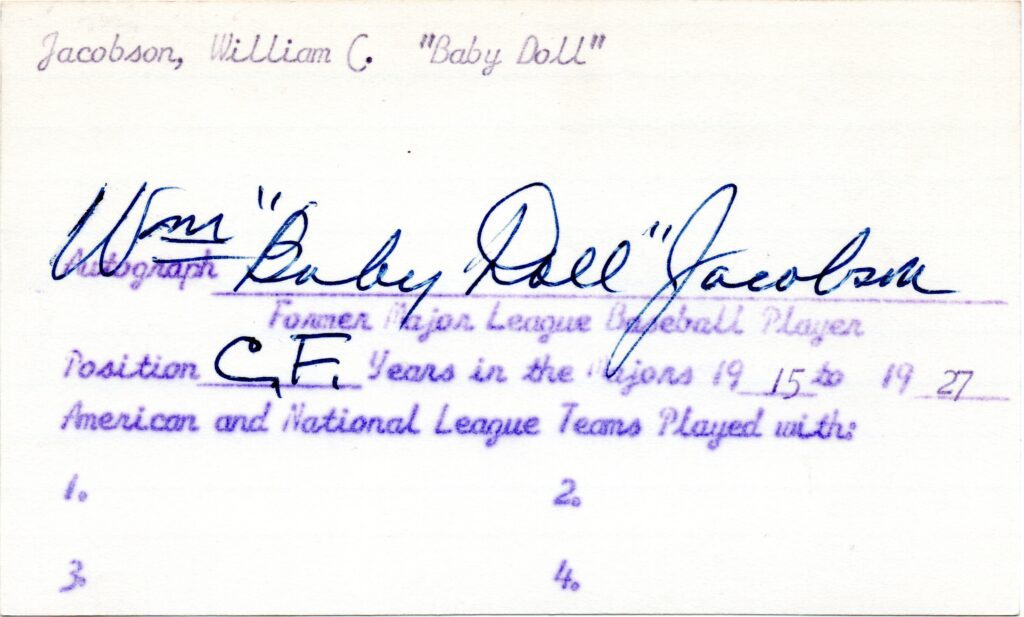 Jacobson, William C. "Baby Doll"
Autograph Wm "Baby Doll" Jacobson
Former Major League Baseball Player
Position C.F. Years in the Majors 19 15 to 19 27
American and National League Teams Played with:
1. 2.
3. 4.